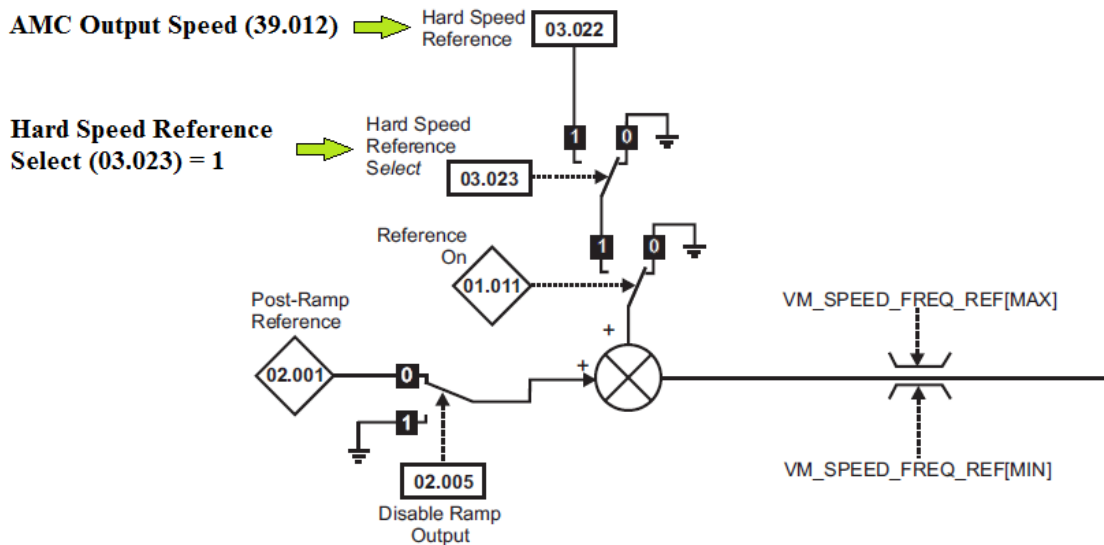 AMC Output Speed (39.012)
Hard Speed
Reference
03.022
Hard Speed Reference
Select (03.023) = 1
Hard Speed
Reference
Select
03.023
1
0
Reference
On
01.011
1
0
Post-Ramp
Reference
02.001
0
1
02.005
Disable Ramp
Output
+
+
VM_SPEED_FREQ_REF[MAX]
VM_SPEED_FREQ_REF[MIN]